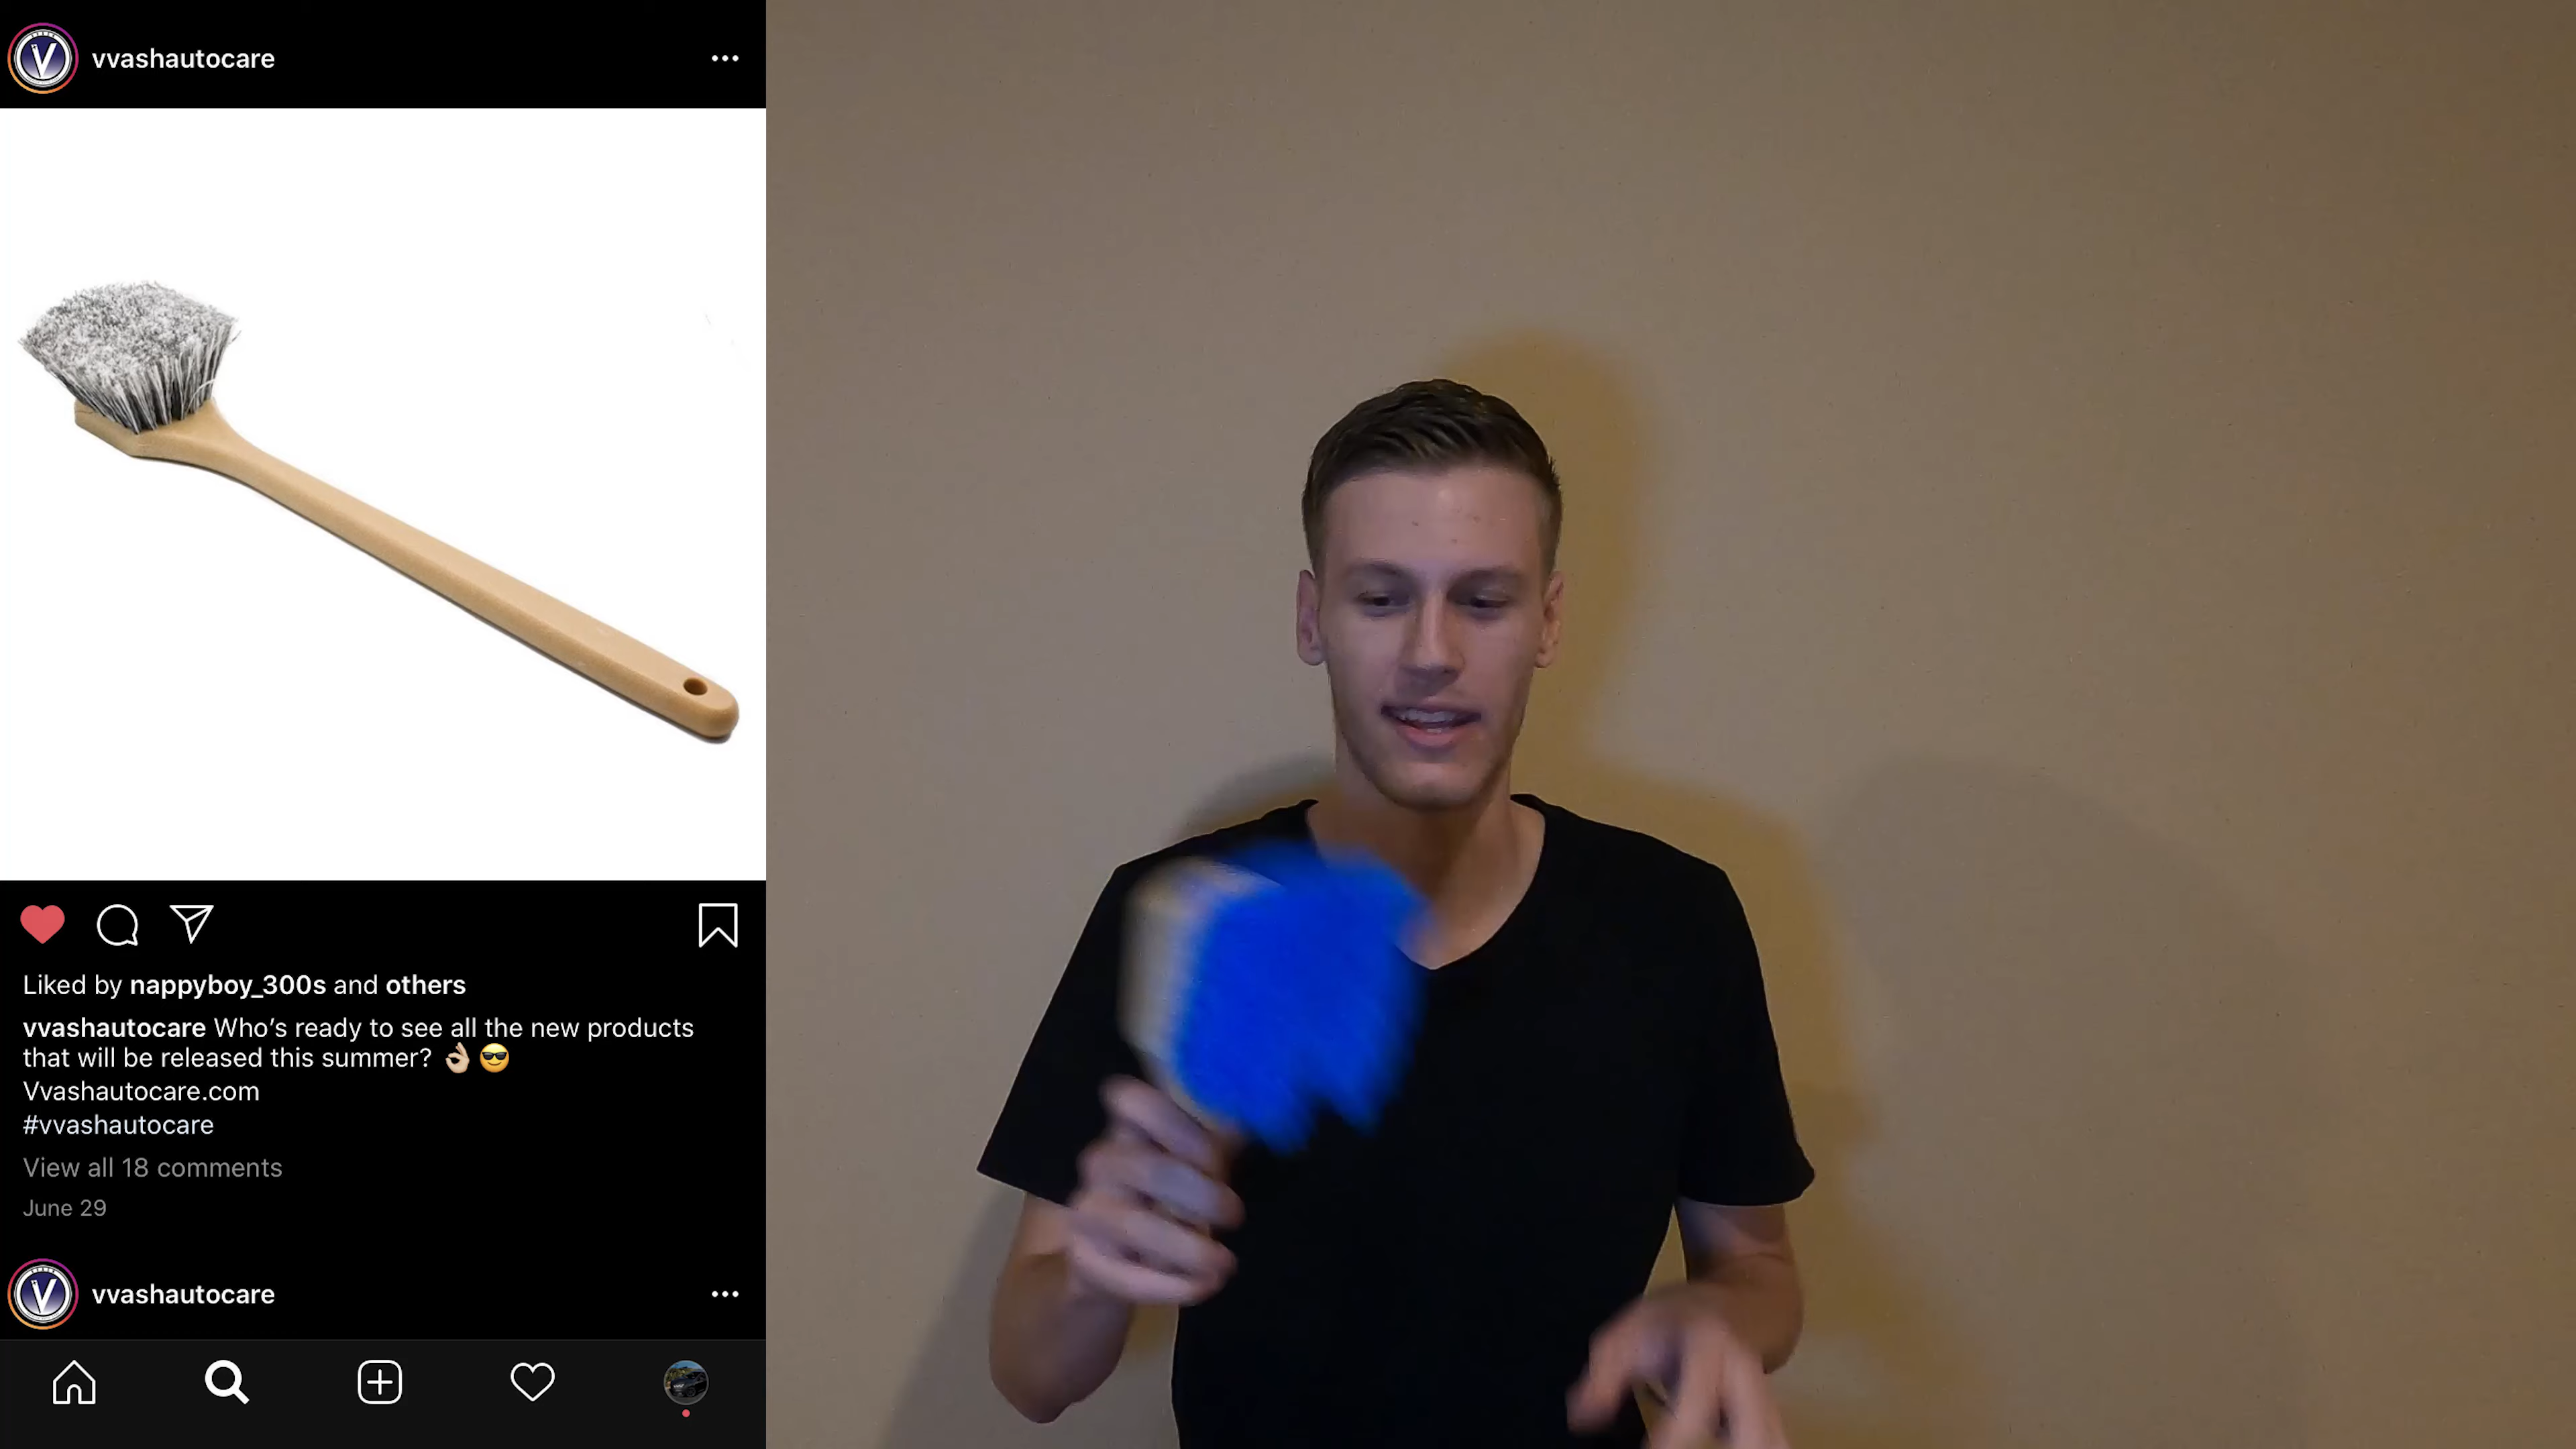 vvashautocare
Liked by nappyboy_300s and others
vvashautocare Who's ready to see all the new products
that will be released this summer? 👌🏼 😎
Vvashautocare.com
#vvashautocare
View all 18 comments
June 29
vvashautocare